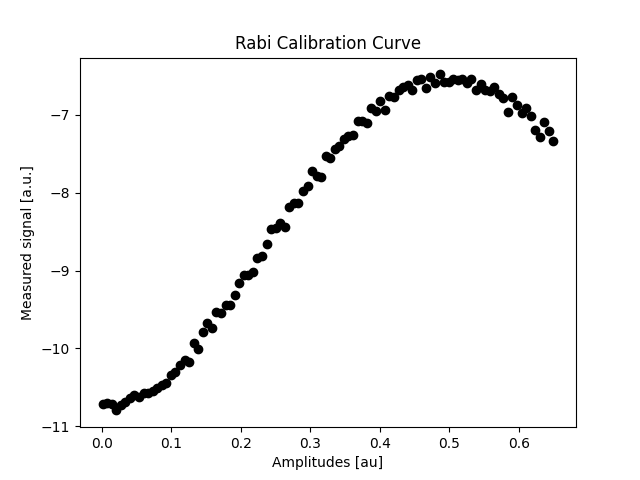 Rabi Calibration Curve
Measured signal [a.u.]
−7
−8
−9
−10
−11
0.0 0.1 0.2 0.3 0.4 0.5 0.6
Amplitudes [au]